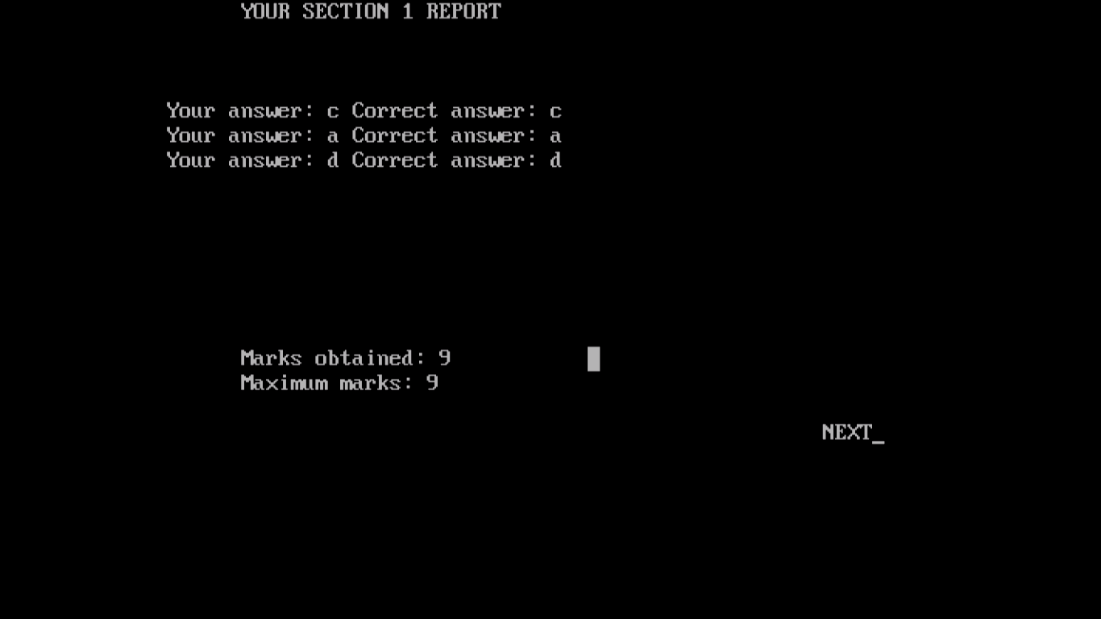 YOUR SECTION 1 REPORT
Your answer: c Correct answer: c
Your answer: a Correct answer: a
Your answer: d Correct answer: d
Marks obtained: 9
Maximum marks: 9
NEXT_